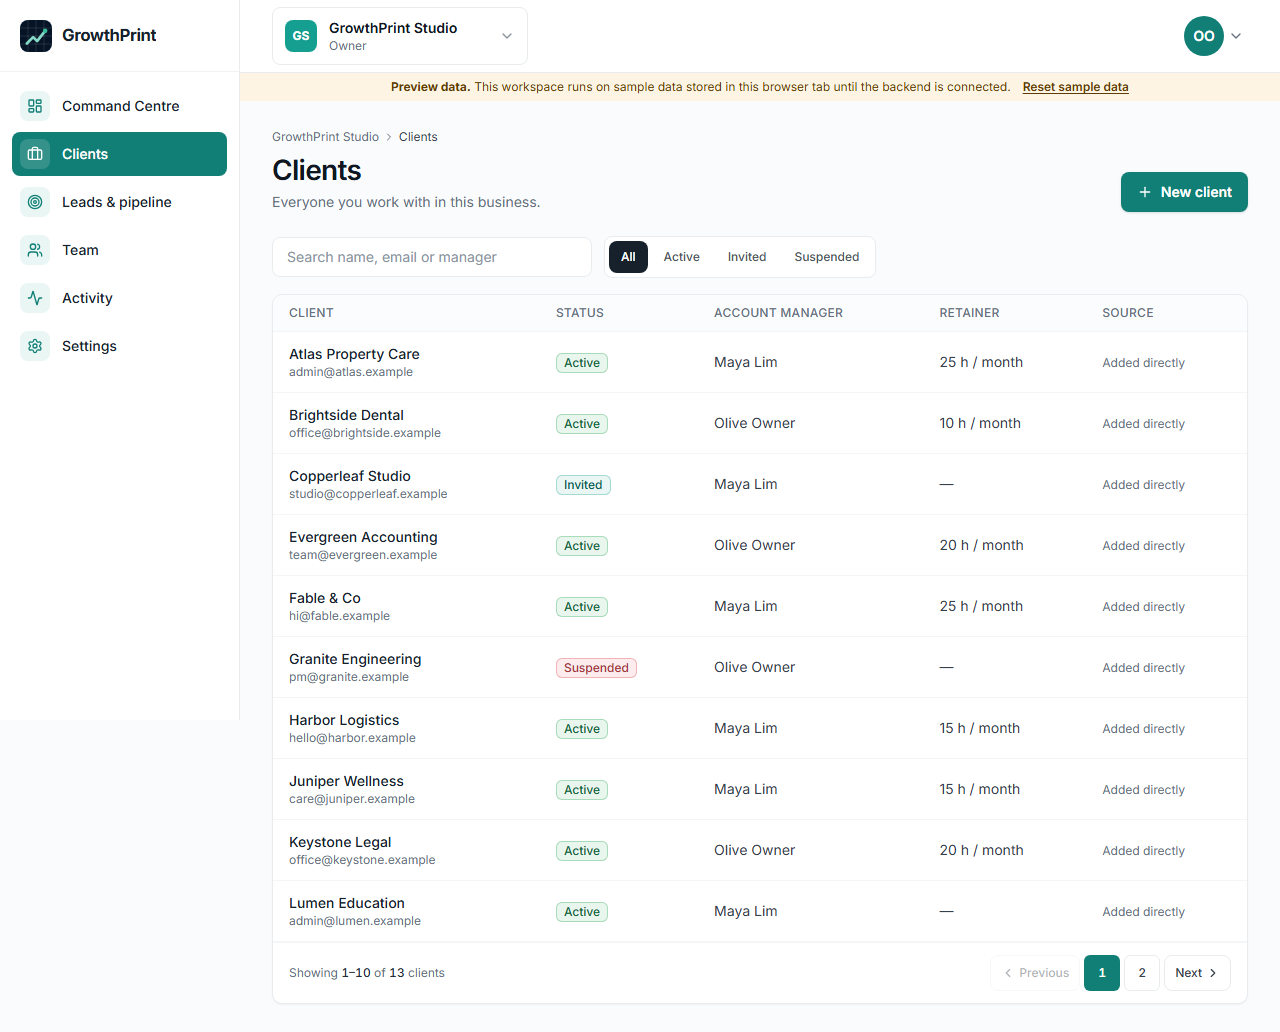 GrowthPrint
GS
GrowthPrint Studio
Owner
OO
Preview data. This workspace runs on sample data stored in this browser tab until the backend is connected. Reset sample data
Command Centre
Clients
Leads & pipeline
Team
Activity
Settings
GrowthPrint Studio > Clients
Clients
Everyone you work with in this business.
+ New client
Search name, email or manager
All Active Invited Suspended
CLIENT STATUS ACCOUNT MANAGER RETAINER SOURCE
Atlas Property Care Active Maya Lim 25 h / month Added directly
admin@atlas.example
Brightside Dental Active Olive Owner 10 h / month Added directly
office@brightside.example
Copperleaf Studio Invited Maya Lim — Added directly
studio@copperleaf.example
Evergreen Accounting Active Olive Owner 20 h / month Added directly
team@evergreen.example
Fable & Co Active Maya Lim 25 h / month Added directly
hi@fable.example
Granite Engineering Suspended Olive Owner — Added directly
pm@granite.example
Harbor Logistics Active Maya Lim 15 h / month Added directly
hello@harbor.example
Juniper Wellness Active Maya Lim 15 h / month Added directly
care@juniper.example
Keystone Legal Active Olive Owner 20 h / month Added directly
office@keystone.example
Lumen Education Active Maya Lim — Added directly
admin@lumen.example
Showing 1–10 of 13 clients
< Previous 1 2 Next >